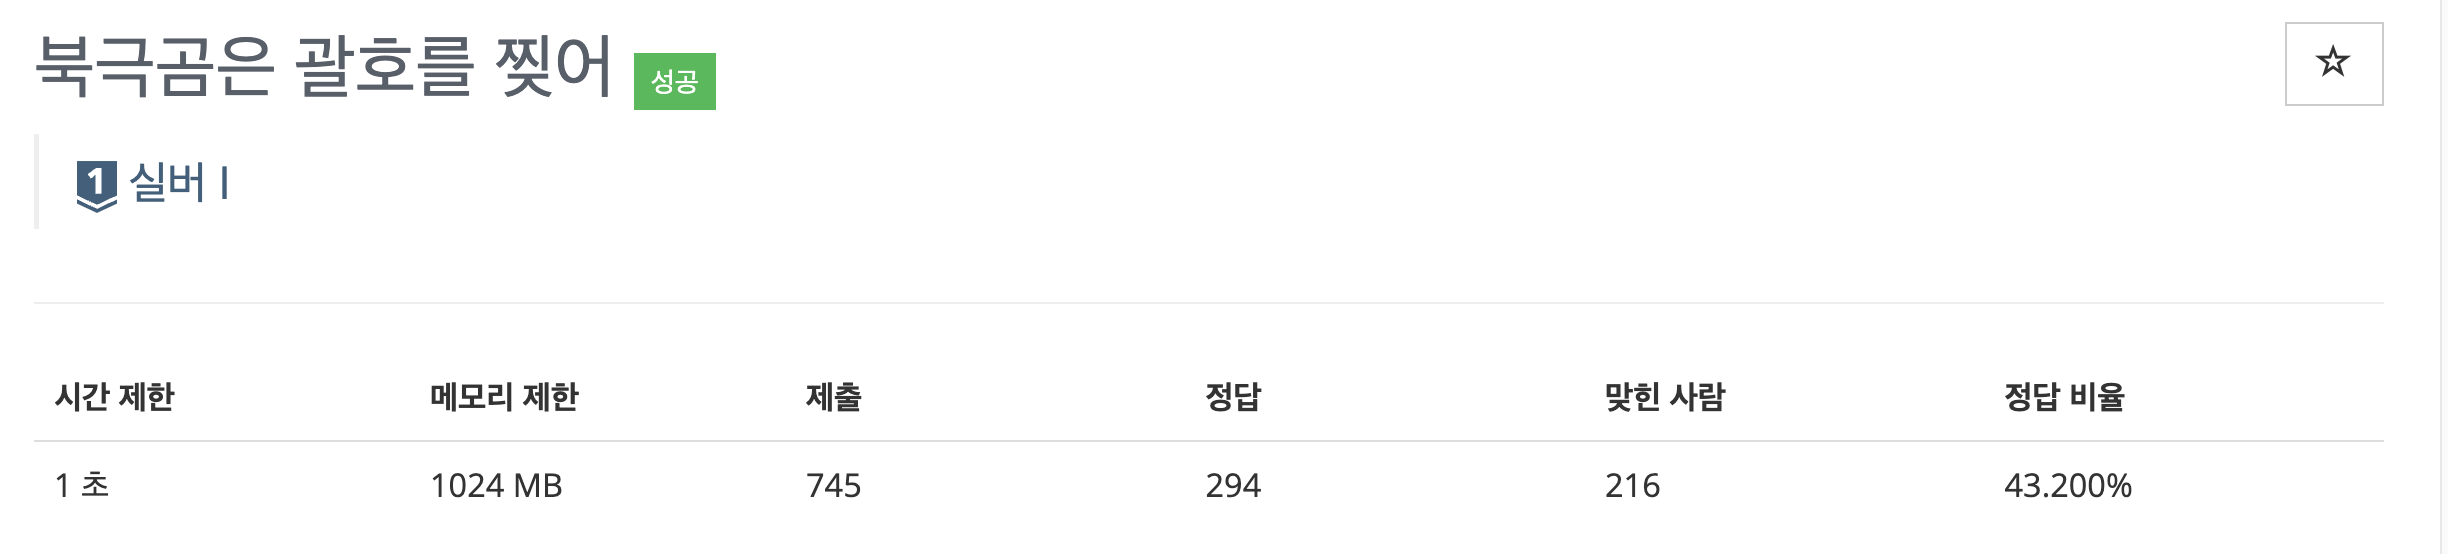 북극곰은 괄호를 찢어 성공
1 실버 I
시간 제한 메모리 제한 제출 정답 맞힌 사람 정답 비율
1 초 1024 MB 745 294 216 43.200%